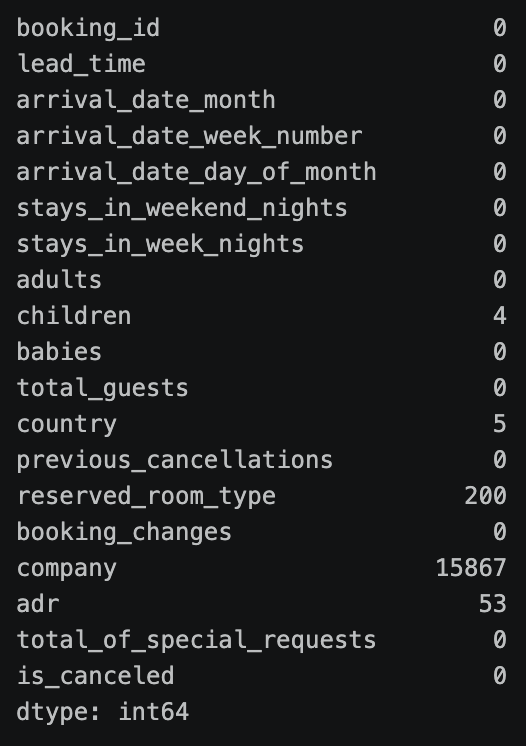 booking_id 0
lead_time 0
arrival_date_month 0
arrival_date_week_number 0
arrival_date_day_of_month 0
stays_in_weekend_nights 0
stays_in_week_nights 0
adults 0
children 4
babies 0
total_guests 0
country 5
previous_cancellations 0
reserved_room_type 200
booking_changes 0
company 15867
adr 53
total_of_special_requests 0
is_canceled 0
dtype: int64